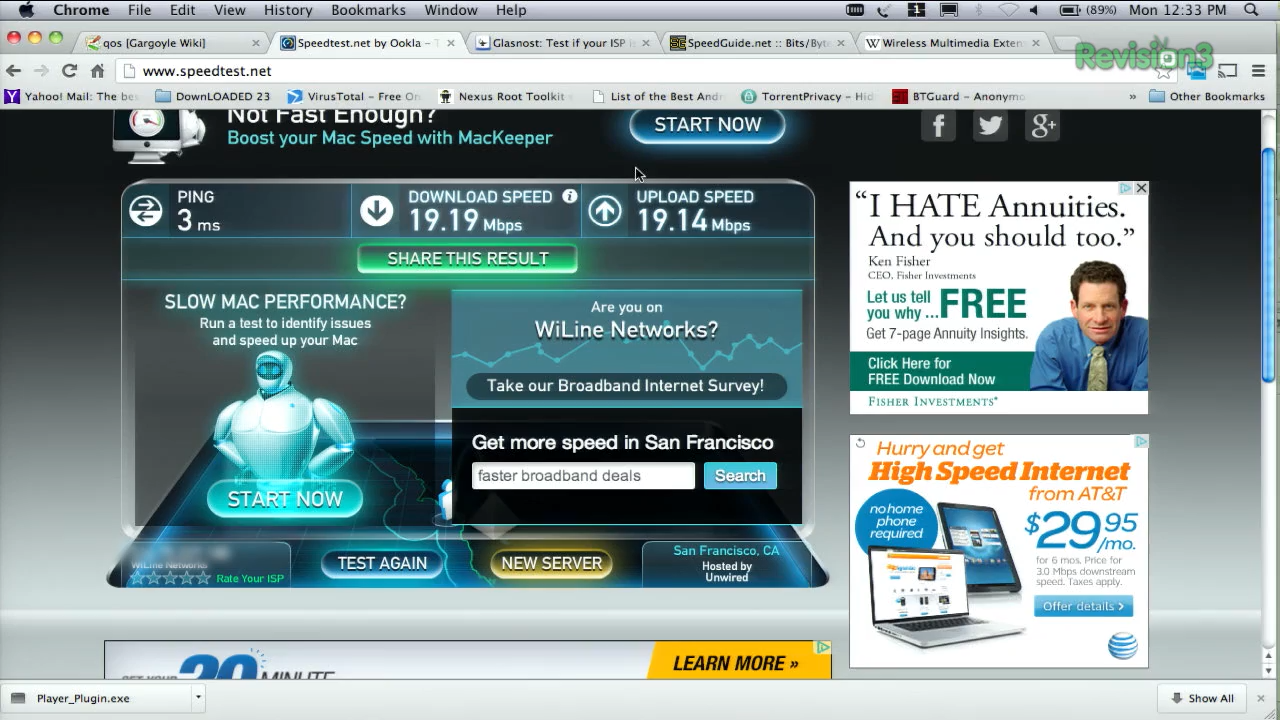 Chrome File Edit View History Bookmarks Window Help
1
(89%) Mon 12:33 PM
qos [Gargoyle Wiki]
Speedtest.net by Ookla – T
Glasnost: Test if your ISP is
SpeedGuide.net :: Bits/Byte
Wireless Multimedia Exten
Revision3
www.speedtest.net
Yahoo! Mail: The bes
DownLOADED 23
VirusTotal – Free On
Nexus Root Toolkit
List of the Best Andr
TorrentPrivacy – Hid
BTGuard – Anonymo
» Other Bookmarks
Not Fast Enough?
Boost your Mac Speed with MacKeeper
START NOW
PING
3 ms
DOWNLOAD SPEED
19.19 Mbps
UPLOAD SPEED
19.14 Mbps
SHARE THIS RESULT
SLOW MAC PERFORMANCE?
Run a test to identify issues
and speed up your Mac
START NOW
Are you on
WiLine Networks?
Take our Broadband Internet Survey!
Get more speed in San Francisco
faster broadband deals
Search
WiLine Networks
Rate Your ISP
TEST AGAIN
NEW SERVER
San Francisco, CA
Hosted by
Unwired
“I HATE Annuities.
And you should too.”
Ken Fisher
CEO, Fisher Investments
Let us tell
you why ...FREE
Get 7-page Annuity Insights.
Click Here for
FREE Download Now
FISHER INVESTMENTS
Hurry and get
High Speed Internet
from AT&T
no home
phone
required
$29.95
/mo.
for 6 mos. Price for
3.0 Mbps downstream
speed. Taxes apply.
Offer details >
at&t
20 MINUTE
LEARN MORE »
Player_Plugin.exe
Show All